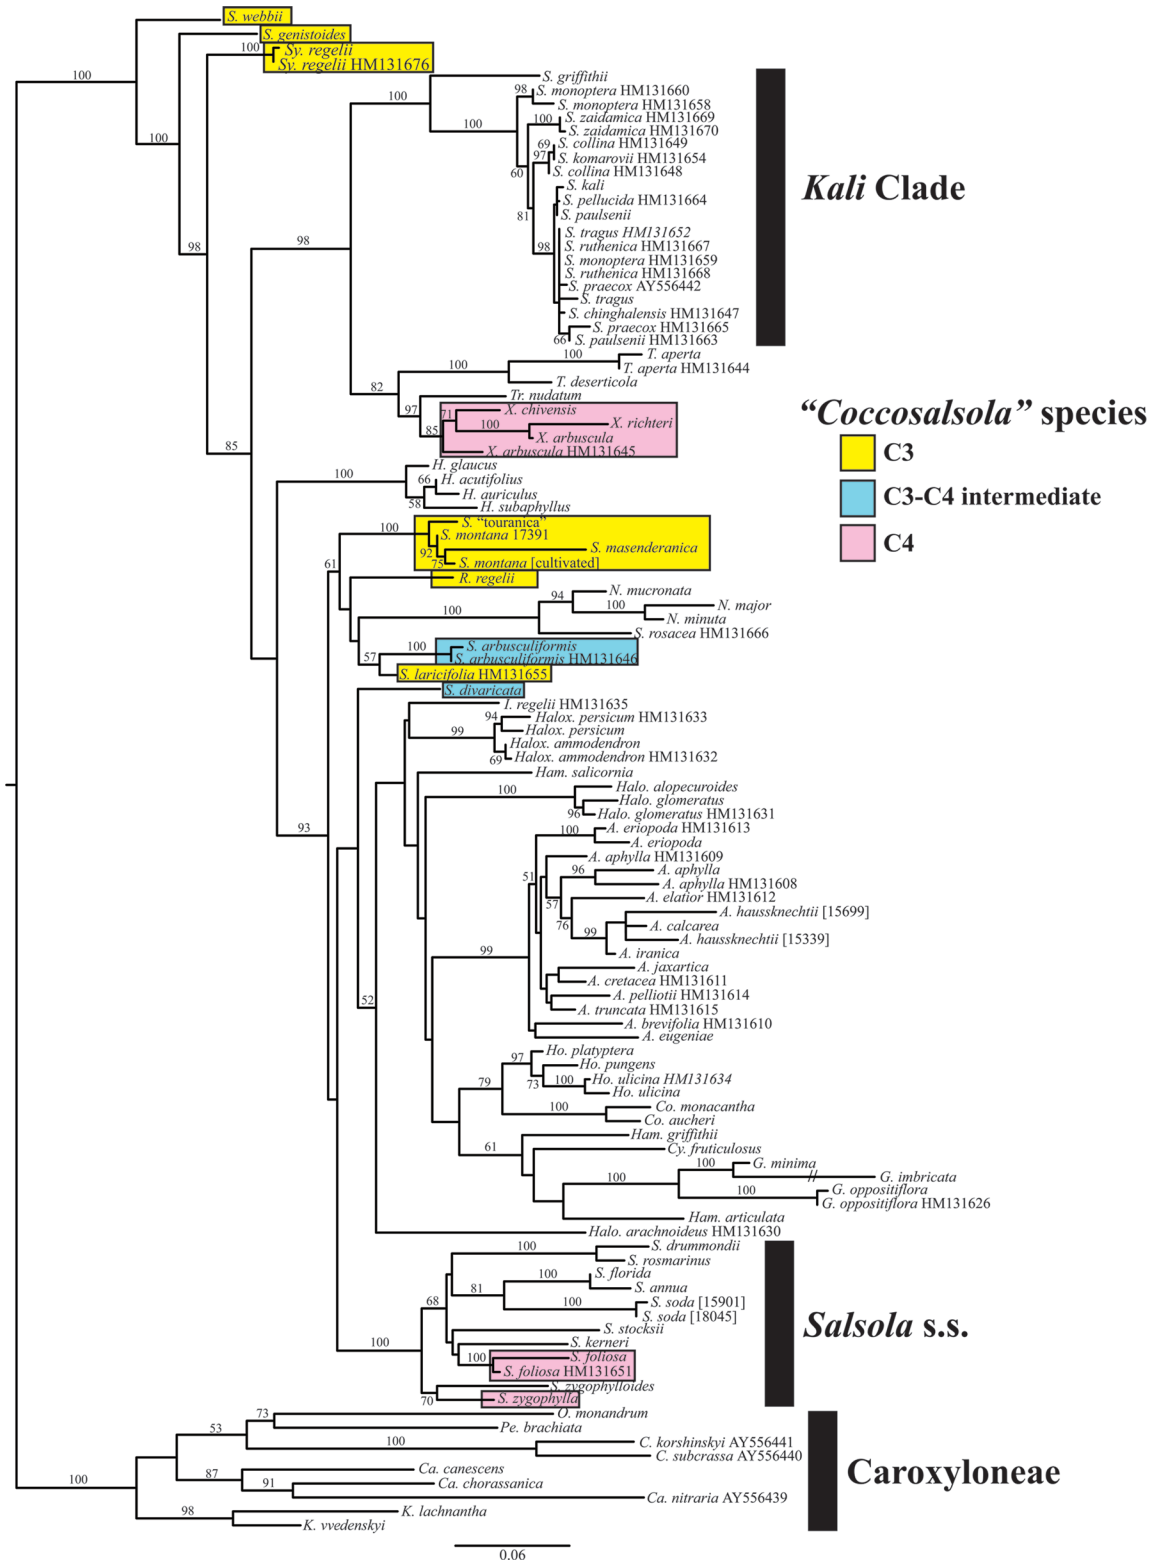 S. webbii
S. genistoides
100
Sy. regelii
Sy. regelii HM131676
100
S. griffithii
98
S. monoptera HM131660
100
S. monoptera HM131658
100
100
S. zaidamica HM131669
100
S. zaidamica HM131670
69
S. collina HM131649
97
S. komarovii HM131654
60
S. collina HM131648
S. kali
Kali Clade
81
S. pellucida HM131664
S. paulsenii
S. tragus HM131652
98
98
98
S. ruthenica HM131667
S. monoptera HM131659
S. ruthenica HM131668
S. praecox AY556442
S. tragus
S. chinghalensis HM131647
S. praecox HM131665
66
S. paulsenii HM131663
100
T. aperta
100
T. aperta HM131644
82
T. deserticola
Tr. nudatum
97
71
X. chivensis
“Coccosalsola” species
85
100
X. richteri
X. arbuscula
85
X. arbuscula HM131645
C3
H. glaucus
100
66
H. acutifolius
H. auriculus
C3-C4 intermediate
58
H. subaphyllus
100
S. “touranica”
S. montana 17391
C4
92
S. masenderanica
75
S. montana [cultivated]
61
R. regelii
94
N. mucronata
100
N. major
100
N. minuta
S. rosacea HM131666
100
S. arbusculiformis
57
S. arbusculiformis HM131646
S. laricifolia HM131655
S. divaricata
I. regelii HM131635
94
Halox. persicum HM131633
99
Halox. persicum
Halox. ammodendron
69
Halox. ammodendron HM131632
Ham. salicornia
100
Halo. alopecuroides
Halo. glomeratus
96
Halo. glomeratus HM131631
93
100
A. eriopoda HM131613
A. eriopoda
A. aphylla HM131609
51
96
A. aphylla
A. aphylla HM131608
57
A. elatior HM131612
76
A. haussknechtii [15699]
99
A. calcarea
A. haussknechtii [15339]
99
A. iranica
A. jaxartica
A. cretacea HM131611
52
A. pelliotii HM131614
A. truncata HM131615
A. brevifolia HM131610
A. eugeniae
97
Ho. platyptera
Ho. pungens
79
73
100
Ho. ulicina HM131634
Ho. ulicina
100
Co. monacantha
Co. aucheri
61
Ham. griffithii
Cy. fruticulosus
100
G. minima
100
//
G. imbricata
100
G. oppositiflora
G. oppositiflora HM131626
Ham. articulata
Halo. arachnoideus HM131630
100
S. drummondii
S. rosmarinus
81
100
S. florida
S. annua
68
100
S. soda [15901]
S. soda [18045]
Salsola s.s.
S. stocksii
100
S. kerneri
100
S. foliosa
S. foliosa HM131651
S. zygophylloides
70
S. zygophylla
73
O. monandrum
53
Pe. brachiata
100
C. korshinskyi AY556441
C. subcrassa AY556440
87
Ca. canescens
Caroxyloneae
100
91
Ca. chorassanica
Ca. nitraria AY556439
98
K. lachnantha
K. vvedenskyi
0.06